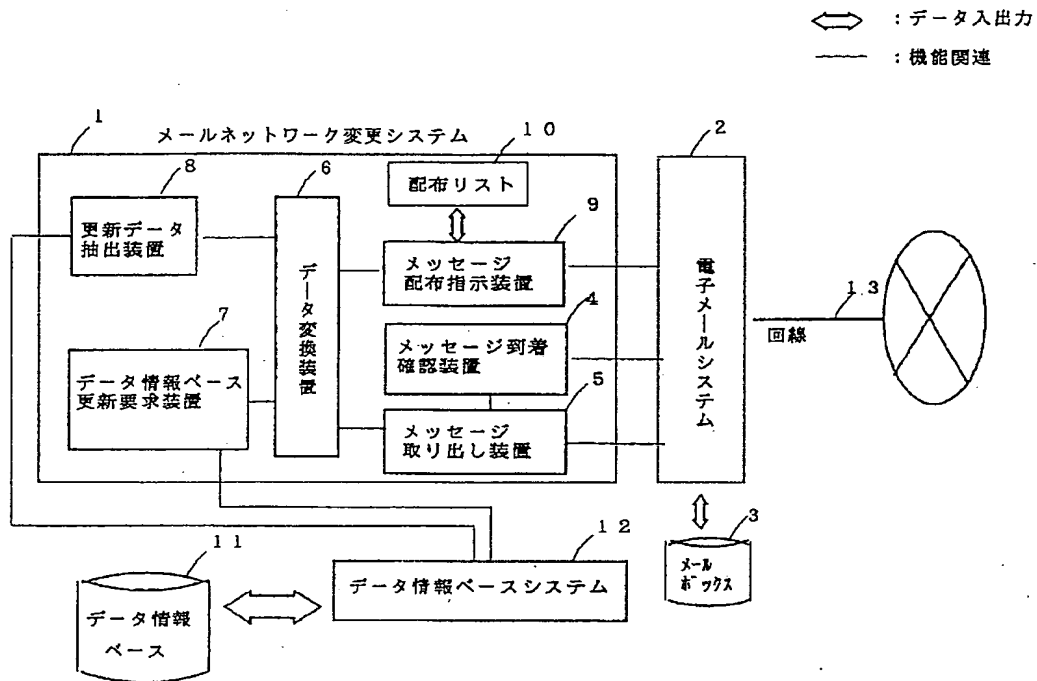 ：データ入出力
：機能関連
1
メールネットワーク変更システム
10
2
8
6
配布リスト
9
更新データ
抽出装置
データ変換装置
メッセージ
配布指示装置
電子メールシステム
13
回線
4
7
メッセージ到着
確認装置
データ情報ベース
更新要求装置
5
メッセージ
取り出し装置
3
11
12
メール
ボックス
データ情報ベースシステム
データ情報
ベース